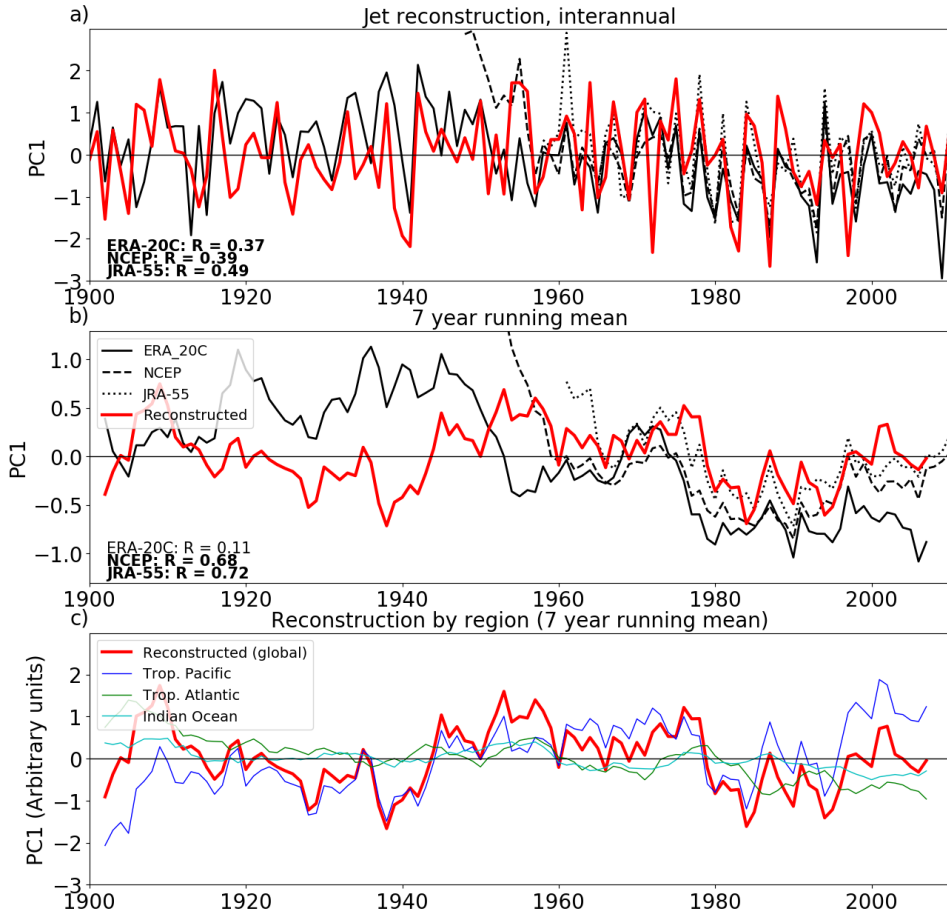 a)
Jet reconstruction, interannual
PC1
2
1
0
−1
−2
−3
ERA-20C: R = 0.37
NCEP: R = 0.39
JRA-55: R = 0.49
1900 1920 1940 1960 1980 2000
b)
7 year running mean
PC1
1.0
0.5
0.0
−0.5
−1.0
ERA_20C
NCEP
JRA-55
Reconstructed
ERA-20C: R = 0.11
NCEP: R = 0.68
JRA-55: R = 0.72
1900 1920 1940 1960 1980 2000
c)
Reconstruction by region (7 year running mean)
PC1 (Arbitrary units)
2
1
0
−1
−2
−3
Reconstructed (global)
Trop. Pacific
Trop. Atlantic
Indian Ocean
1900 1920 1940 1960 1980 2000